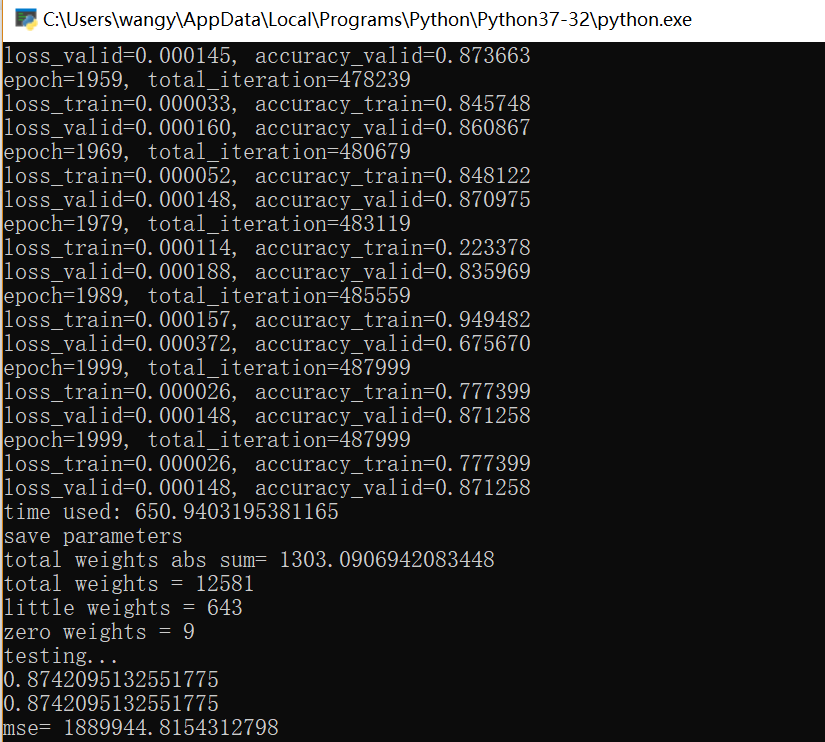 C:\Users\wangy\AppData\Local\Programs\Python\Python37-32\python.exe
loss_valid=0.000145, accuracy_valid=0.873663
epoch=1959, total_iteration=478239
loss_train=0.000033, accuracy_train=0.845748
loss_valid=0.000160, accuracy_valid=0.860867
epoch=1969, total_iteration=480679
loss_train=0.000052, accuracy_train=0.848122
loss_valid=0.000148, accuracy_valid=0.870975
epoch=1979, total_iteration=483119
loss_train=0.000114, accuracy_train=0.223378
loss_valid=0.000188, accuracy_valid=0.835969
epoch=1989, total_iteration=485559
loss_train=0.000157, accuracy_train=0.949482
loss_valid=0.000372, accuracy_valid=0.675670
epoch=1999, total_iteration=487999
loss_train=0.000026, accuracy_train=0.777399
loss_valid=0.000148, accuracy_valid=0.871258
epoch=1999, total_iteration=487999
loss_train=0.000026, accuracy_train=0.777399
loss_valid=0.000148, accuracy_valid=0.871258
time used: 650.9403195381165
save parameters
total weights abs sum= 1303.0906942083448
total weights = 12581
little weights = 643
zero weights = 9
testing...
0.8742095132551775
0.8742095132551775
mse= 1889944.8154312798